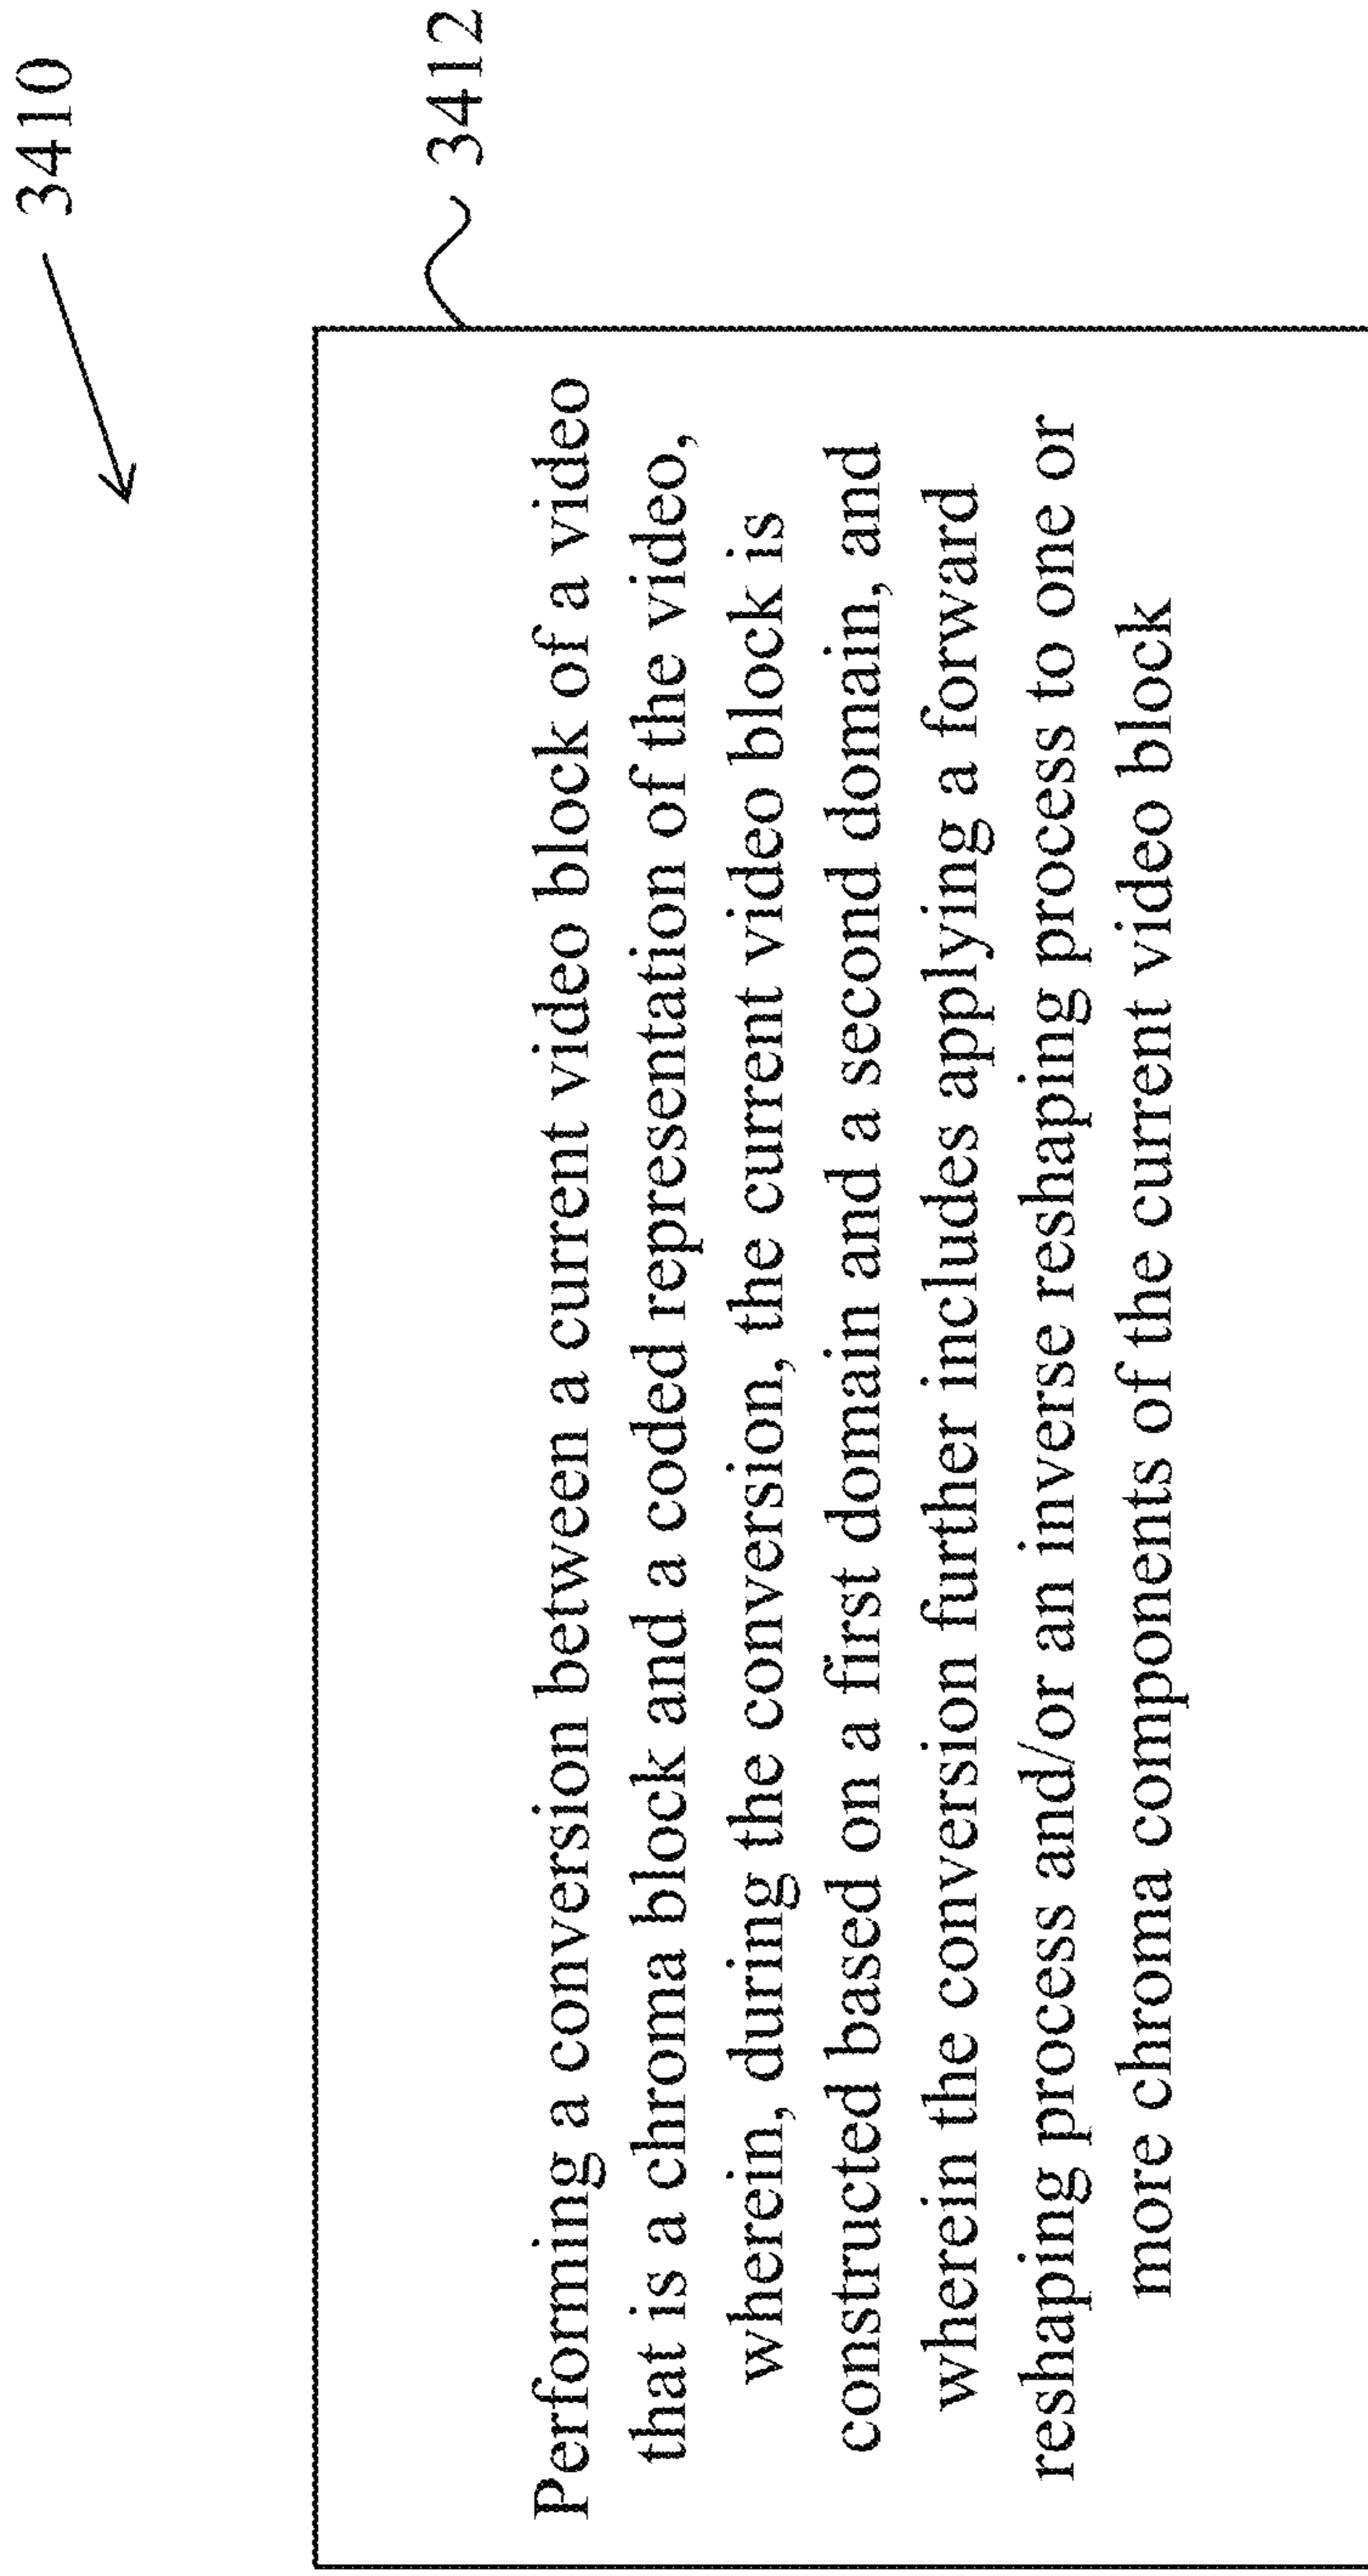 3410
3412
Performing a conversion between a current video block of a video
that is a chroma block and a coded representation of the video,
wherein, during the conversion, the current video block is
constructed based on a first domain and a second domain, and
wherein the conversion further includes applying a forward
reshaping process and/or an inverse reshaping process to one or
more chroma components of the current video block